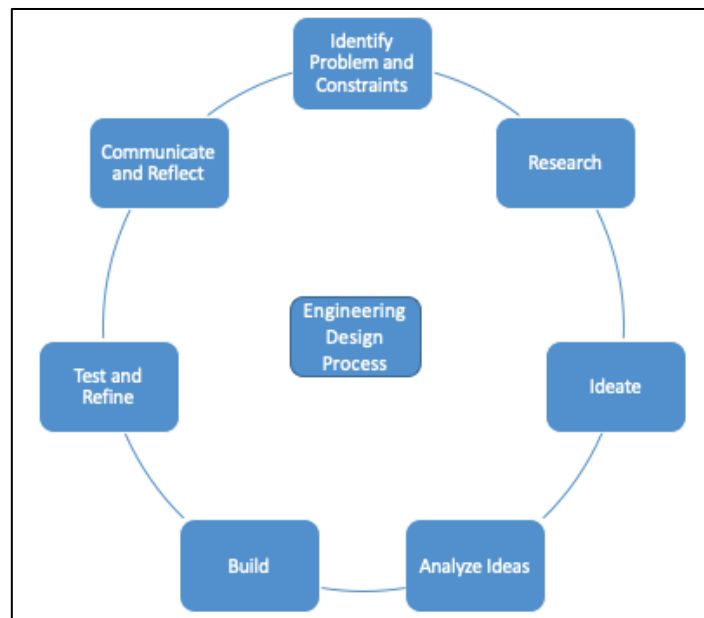 Identify
Problem and
Constraints
Research
Ideate
Analyze Ideas
Build
Test and
Refine
Communicate
and Reflect
Engineering
Design
Process